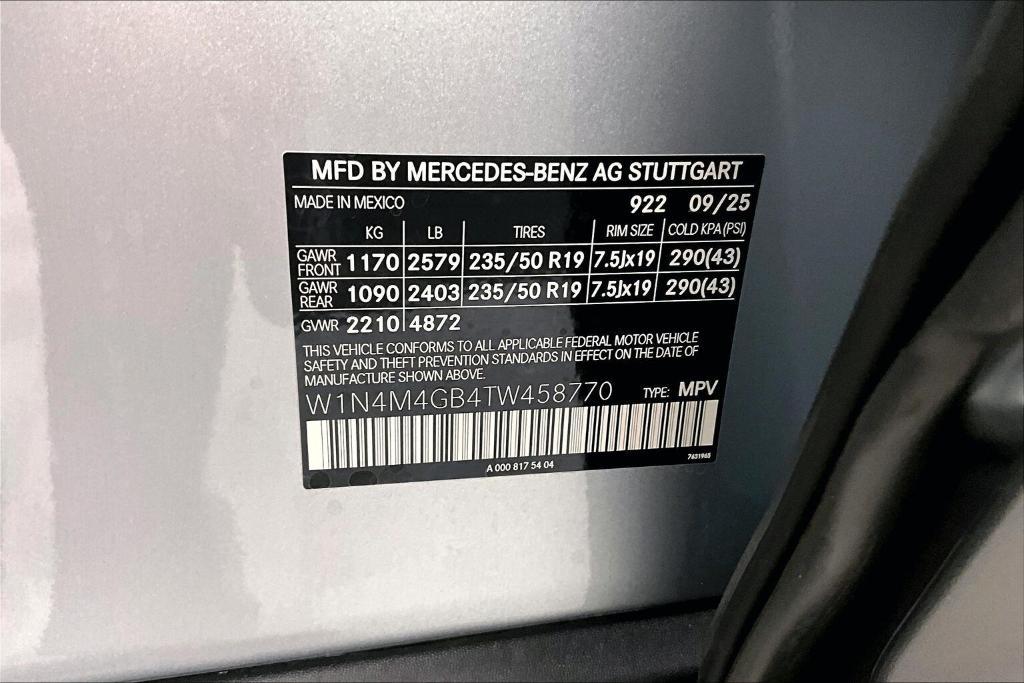 MFD BY MERCEDES-BENZ AG STUTTGART
MADE IN MEXICO 922 09/25
KG LB TIRES RIM SIZE COLD KPA(PSI)
GAWR FRONT 1170 2579 235/50 R19 7.5Jx19 290(43)
GAWR REAR 1090 2403 235/50 R19 7.5Jx19 290(43)
GVWR 2210 4872
THIS VEHICLE CONFORMS TO ALL APPLICABLE FEDERAL MOTOR VEHICLE
SAFETY AND THEFT PREVENTION STANDARDS IN EFFECT ON THE DATE OF
MANUFACTURE SHOWN ABOVE.
W1N4M4GB4TW458770 TYPE: MPV
A 000 817 54 04 7631965